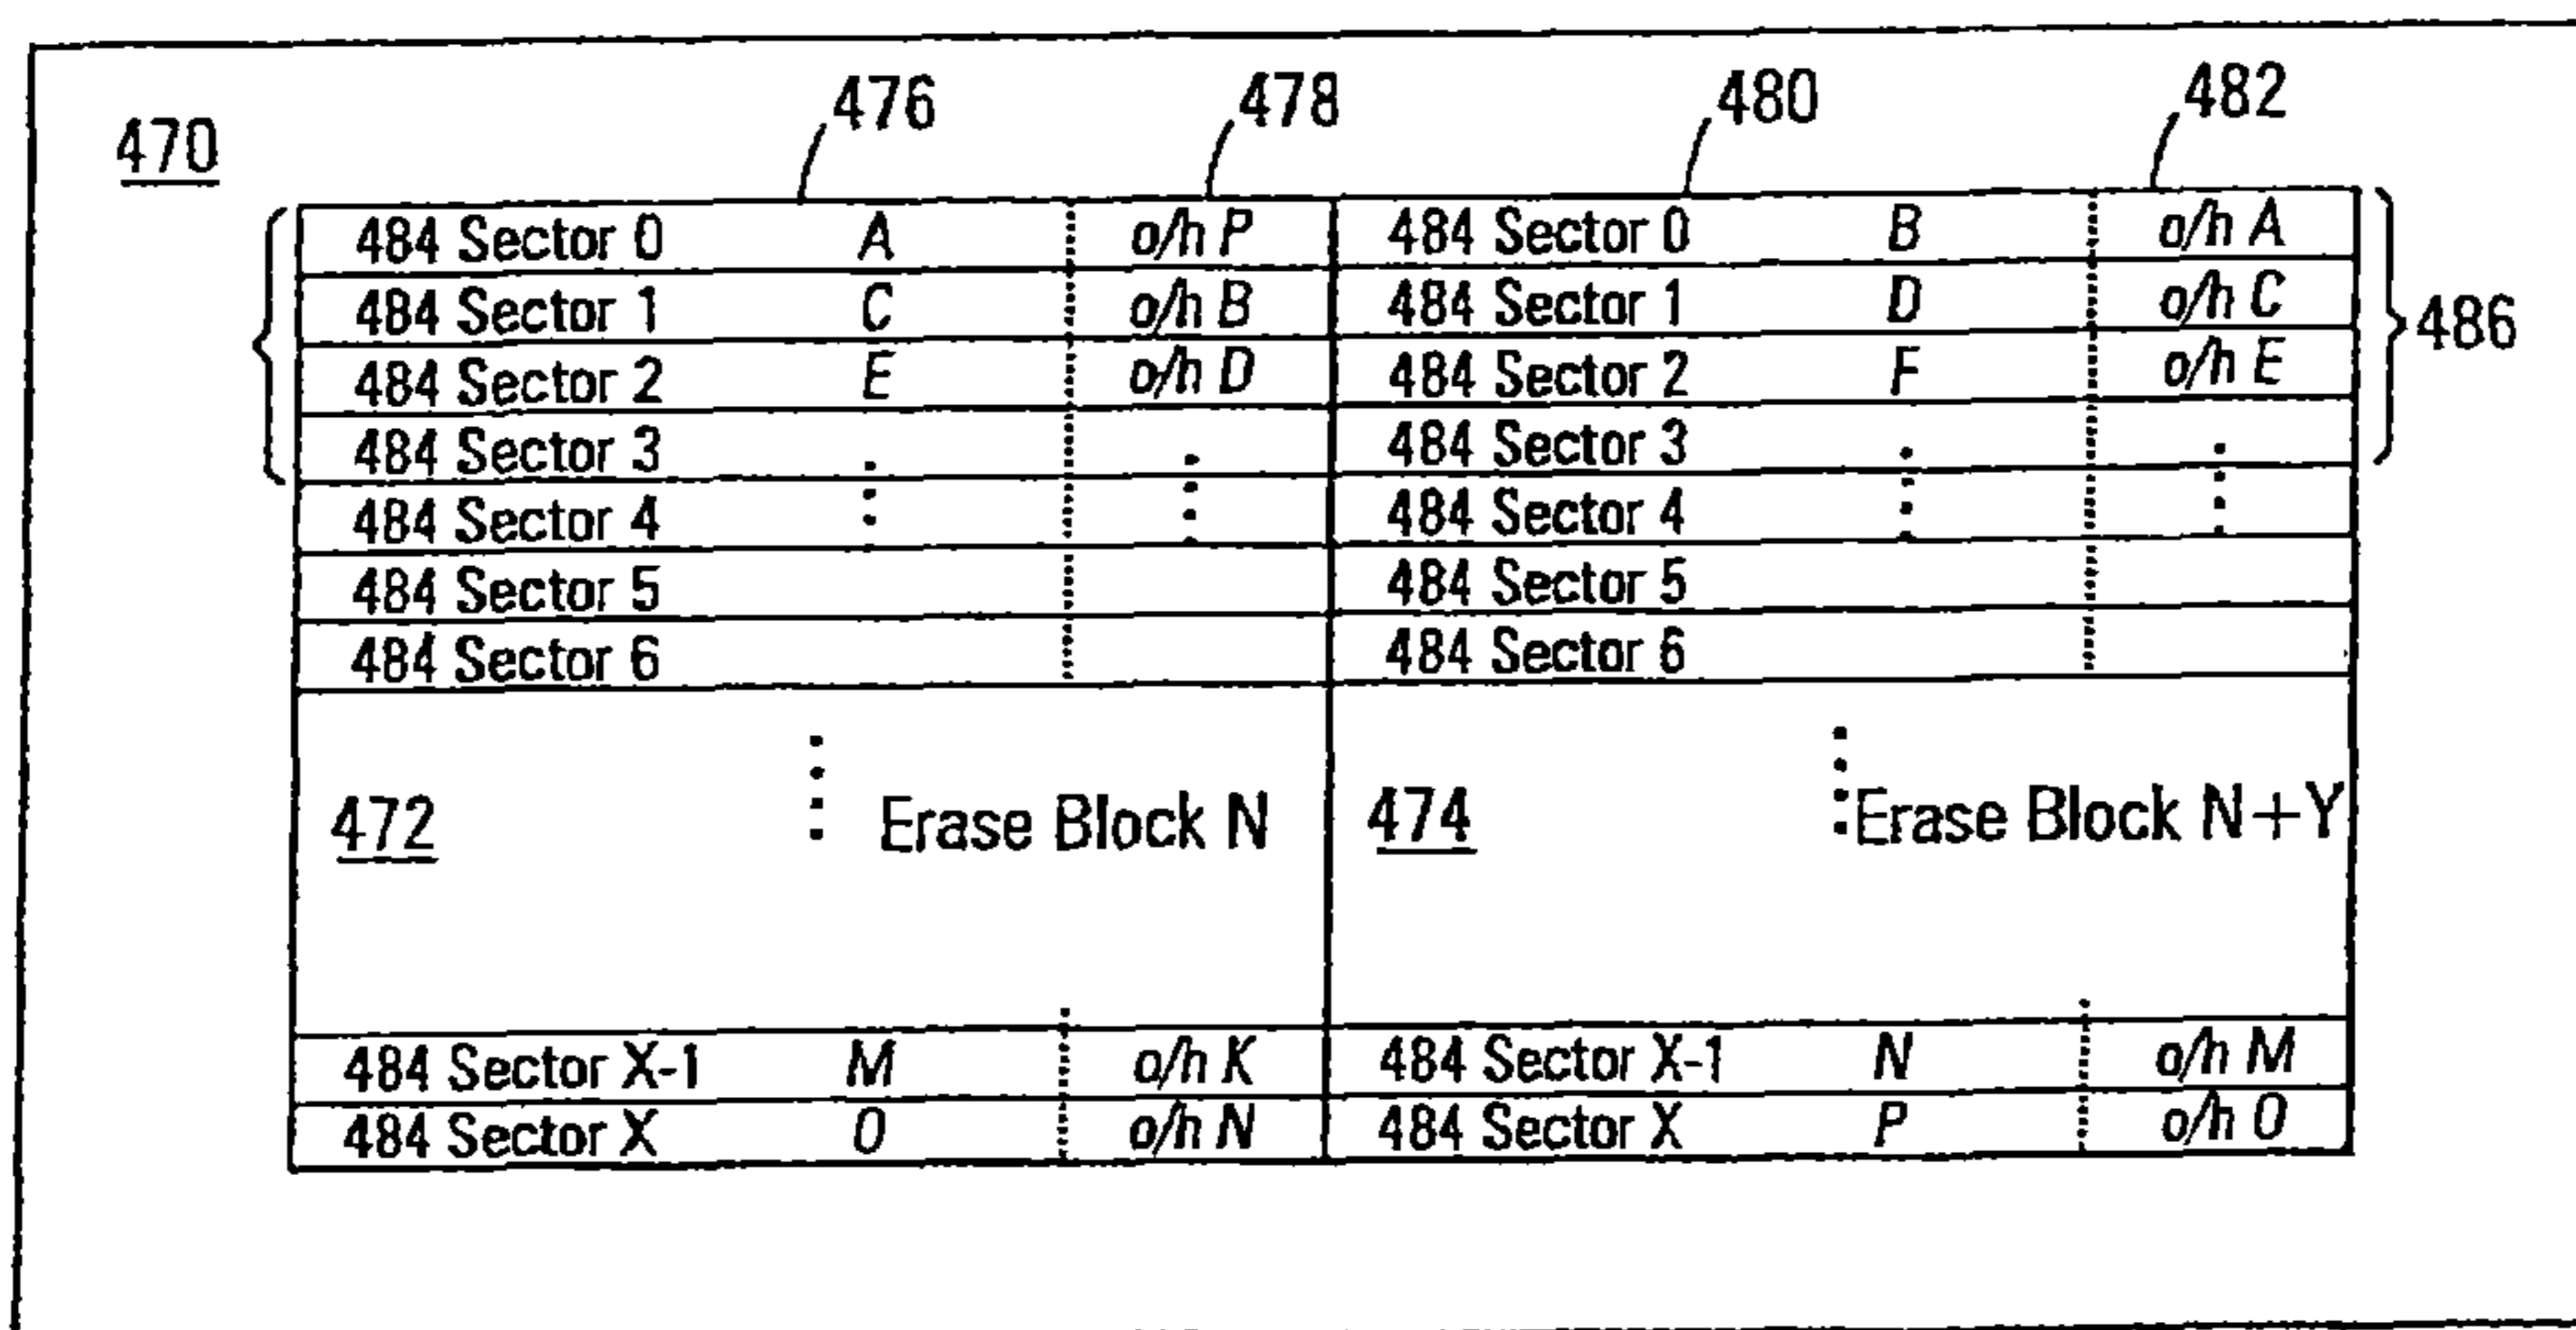 476 478 480 482
470
484 Sector 0 A o/h P 484 Sector 0 B o/h A
484 Sector 1 C o/h B 484 Sector 1 D o/h C
486
484 Sector 2 E o/h D 484 Sector 2 F o/h E
484 Sector 3 484 Sector 3
484 Sector 4 484 Sector 4
484 Sector 5 484 Sector 5
484 Sector 6 484 Sector 6
472 Erase Block N 474 Erase Block N+Y
484 Sector X-1 M o/h K 484 Sector X-1 N o/h M
484 Sector X O o/h N 484 Sector X P o/h O